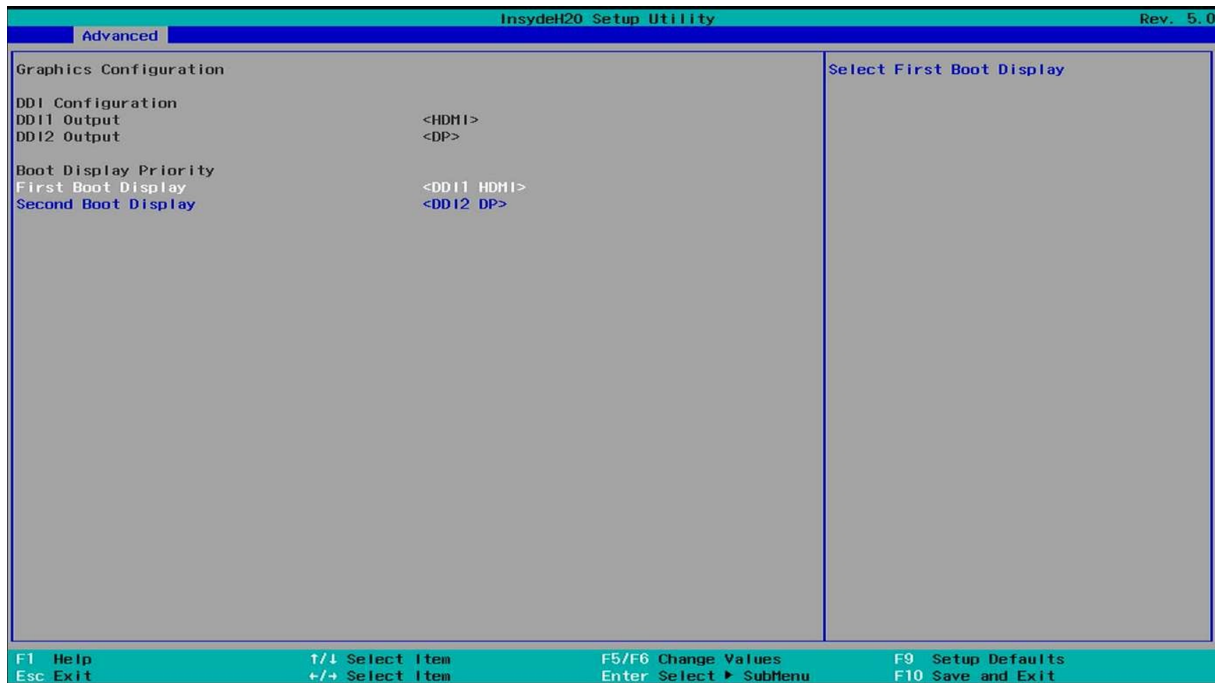 InsydeH20 Setup Utility Rev. 5.0
Advanced
Graphics Configuration
Select First Boot Display
DDI Configuration
DDI1 Output <HDMI>
DDI2 Output <DP>
Boot Display Priority
First Boot Display <DDI1 HDMI>
Second Boot Display <DDI2 DP>
F1 Help ↑/↓ Select Item F5/F6 Change Values F9 Setup Defaults
Esc Exit ←/→ Select Item Enter Select ▶ SubMenu F10 Save and Exit